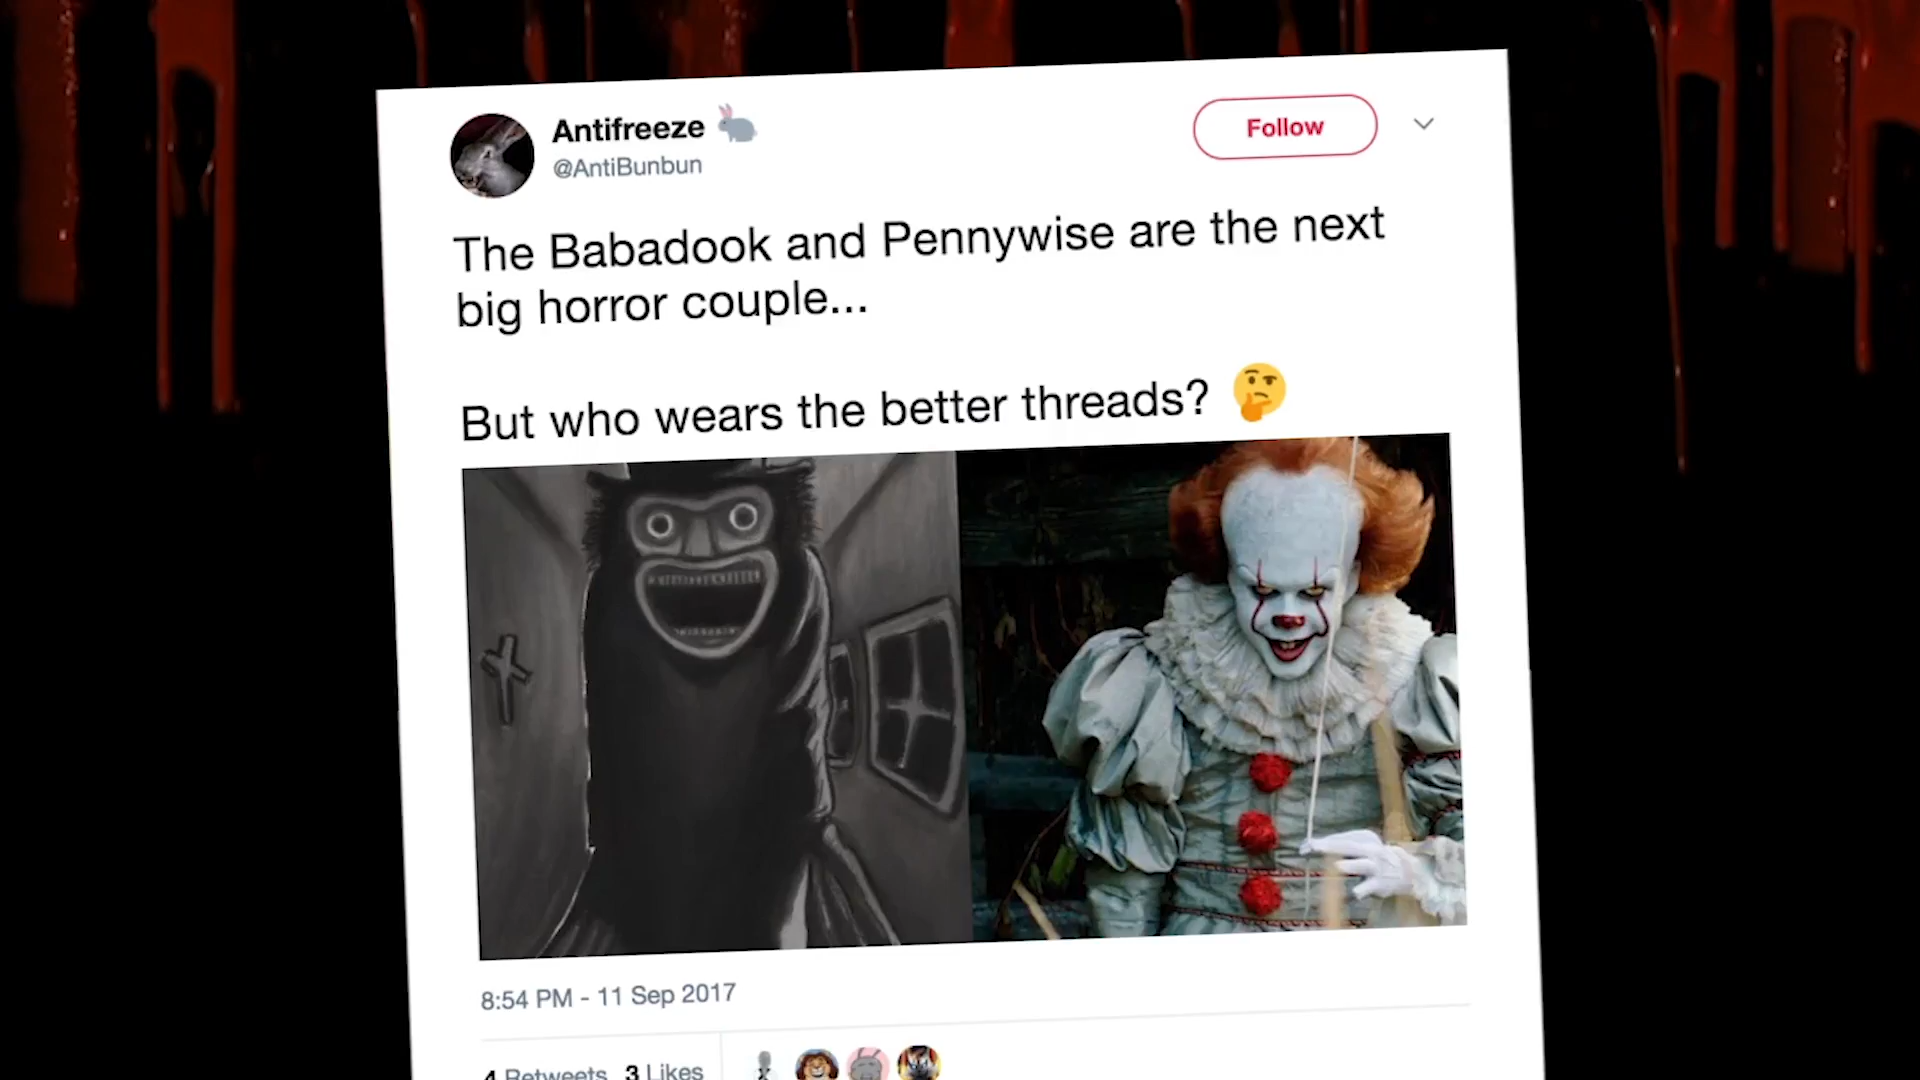 Antifreeze 🐇
@AntiBunbun
Follow
The Babadook and Pennywise are the next
big horror couple...
But who wears the better threads? 🤔
8:54 PM - 11 Sep 2017
4 Retweets 3 Likes